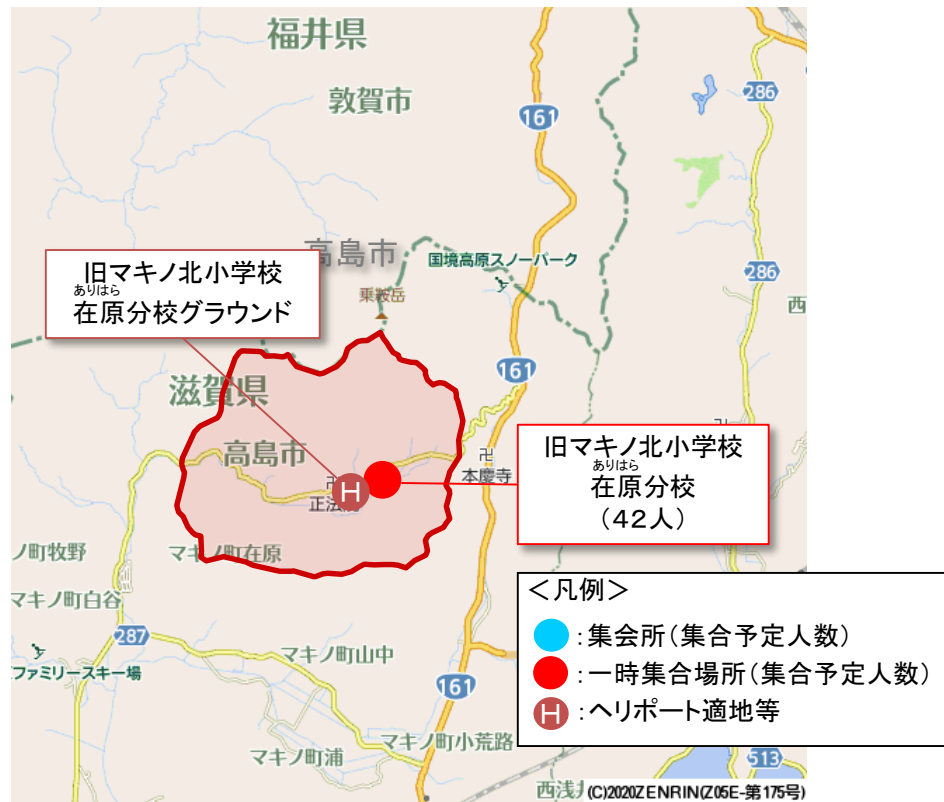 福井県
敦賀市
161
286
高島市
国境高原スノーパーク
286
乗鞍岳
西
旧マキノ北小学校
ありはら
在原分校グラウンド
161
滋賀県
高島市
旧マキノ北小学校
ありはら
在原分校
(42人)
本慶寺
H
ノ町牧野
マキノ町在原
マキノ町白谷
287
マキノ町山中
ファミリースキー場
161
マキノ町小荒路
マキノ町浦
<凡例>
:集会所(集合予定人数)
:一時集合場所(集合予定人数)
H:ヘリポート適地等
513
西浅井
(C)2020ZENRIN(Z05E-第175号)